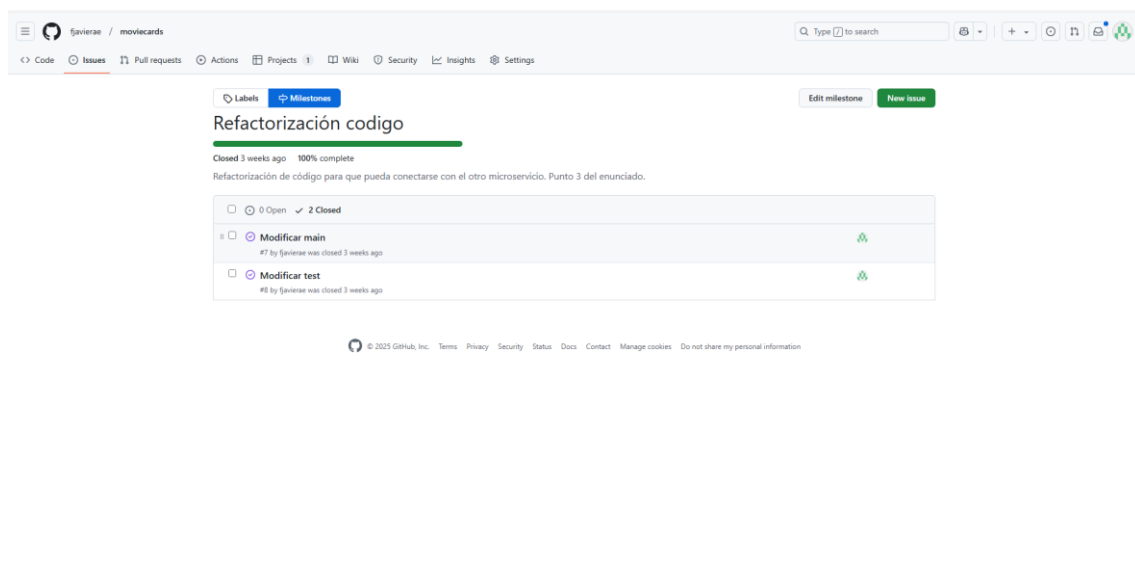 fjavierae / moviecards
Type / to search
Code Issues Pull requests Actions Projects 1 Wiki Security Insights Settings
Labels Milestones Edit milestone New issue
Refactorización codigo
Closed 3 weeks ago 100% complete
Refactorización de código para que pueda conectarse con el otro microservicio. Punto 3 del enunciado.
0 Open 2 Closed
Modificar main
#7 by fjavierae was closed 3 weeks ago
Modificar test
#8 by fjavierae was closed 3 weeks ago
© 2025 GitHub, Inc. Terms Privacy Security Status Docs Contact Manage cookies Do not share my personal information